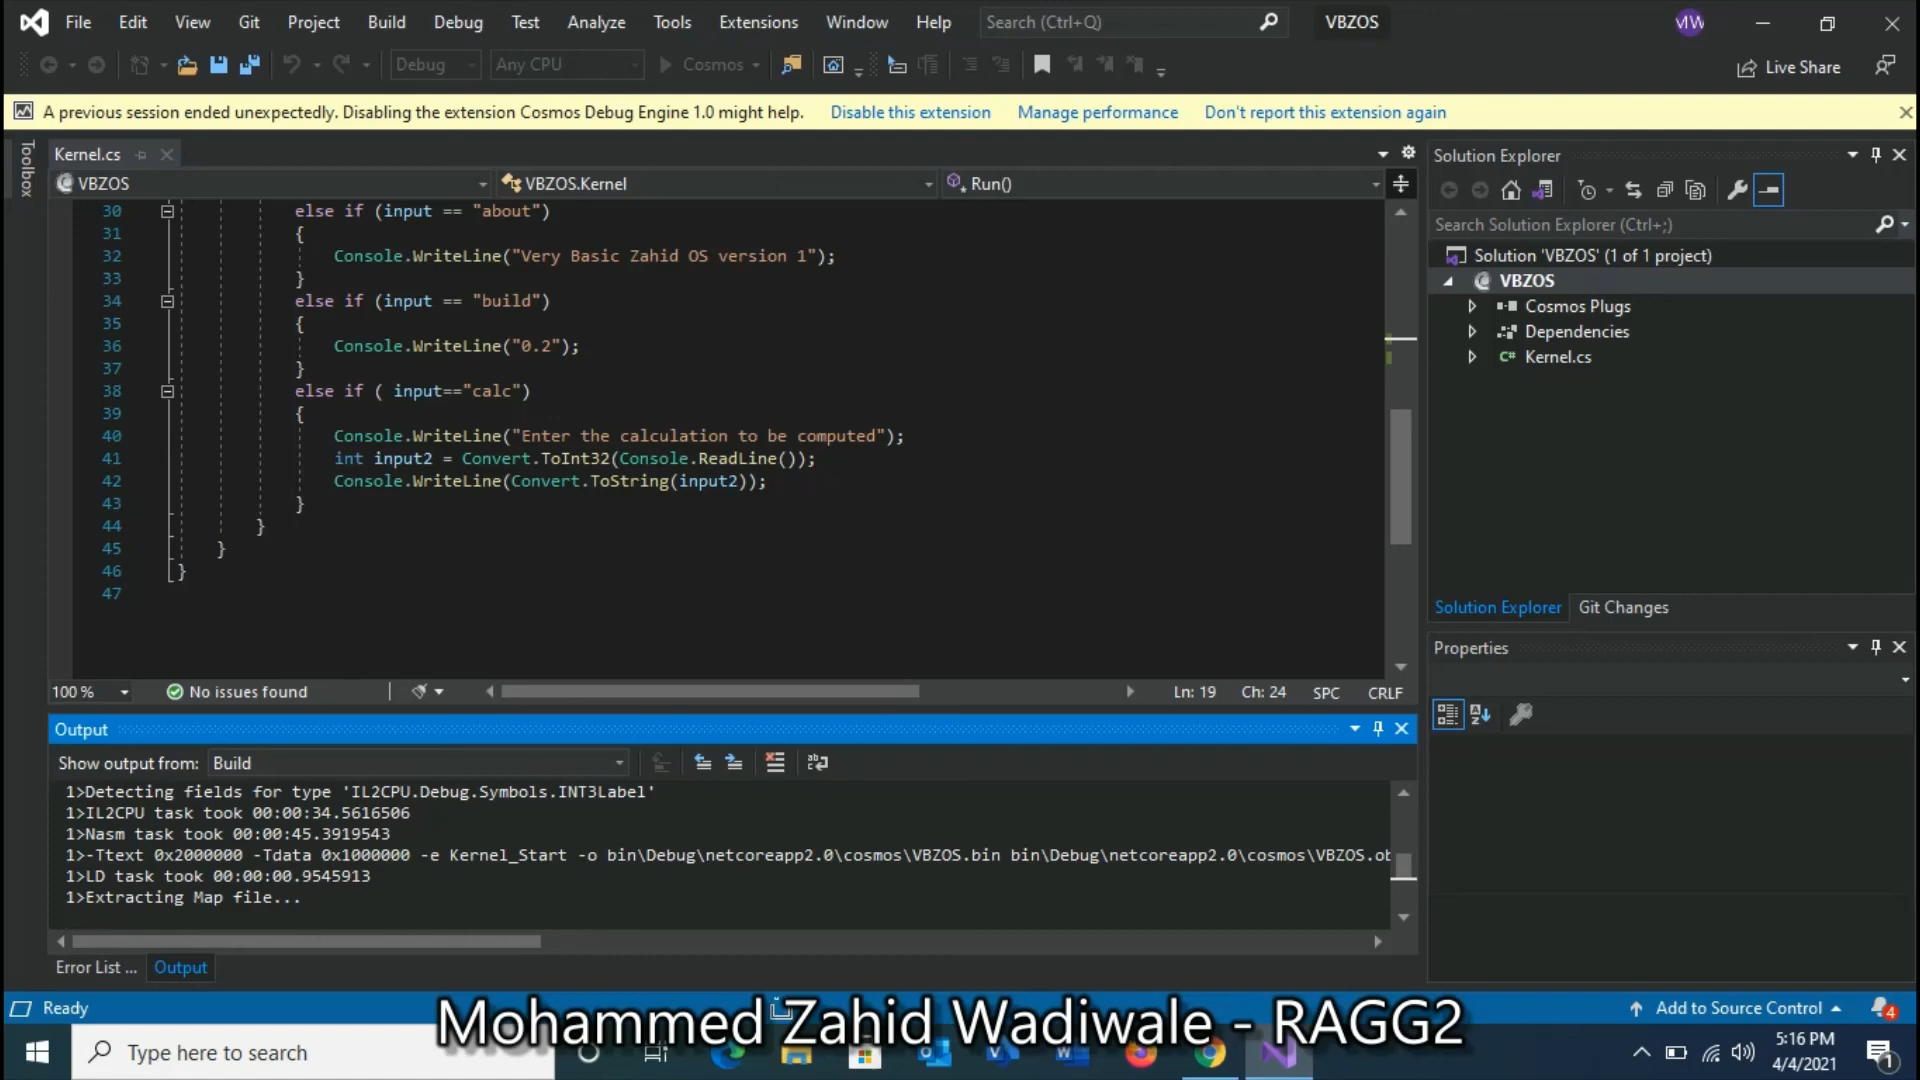 File Edit View Git Project Build Debug Test Analyze Tools Extensions Window Help Search (Ctrl+Q) VBZOS MW
Debug Any CPU Cosmos Live Share
A previous session ended unexpectedly. Disabling the extension Cosmos Debug Engine 1.0 might help. Disable this extension Manage performance Don't report this extension again
Toolbox
Kernel.cs
VBZOS VBZOS.Kernel Run()
30 else if (input == "about")
31 {
32 Console.WriteLine("Very Basic Zahid OS version 1");
33 }
34 else if (input == "build")
35 {
36 Console.WriteLine("0.2");
37 }
38 else if ( input=="calc")
39 {
40 Console.WriteLine("Enter the calculation to be computed");
41 int input2 = Convert.ToInt32(Console.ReadLine());
42 Console.WriteLine(Convert.ToString(input2));
43 }
44 }
45 }
46 }
47
100 % No issues found Ln: 19 Ch: 24 SPC CRLF
Output
Show output from: Build
1>Detecting fields for type 'IL2CPU.Debug.Symbols.INT3Label'
1>IL2CPU task took 00:00:34.5616506
1>Nasm task took 00:00:45.3919543
1>-Ttext 0x2000000 -Tdata 0x1000000 -e Kernel_Start -o bin\Debug\netcoreapp2.0\cosmos\VBZOS.bin bin\Debug\netcoreapp2.0\cosmos\VBZOS.ob
1>LD task took 00:00:00.9545913
1>Extracting Map file...
Error List ... Output
Solution Explorer
Search Solution Explorer (Ctrl+;)
Solution 'VBZOS' (1 of 1 project)
VBZOS
Cosmos Plugs
Dependencies
C# Kernel.cs
Solution Explorer Git Changes
Properties
Ready Add to Source Control 4
Mohammed Zahid Wadiwale - RAGG2
Type here to search
5:16 PM
4/4/2021
1